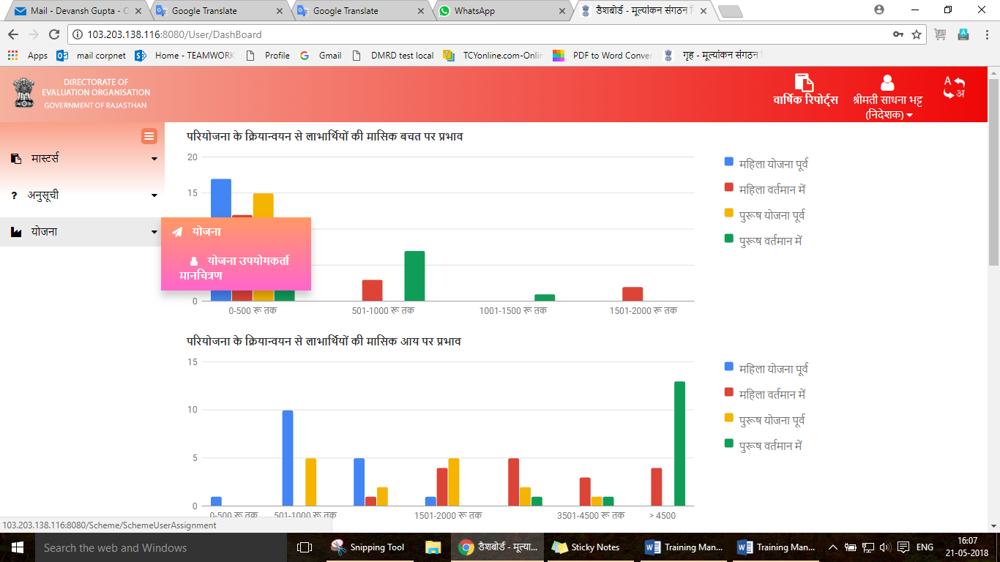 Mail - Devansh Gupta - C
Google Translate
Google Translate
WhatsApp
डैशबोर्ड - मूल्यांकन संगठन
103.203.138.116:8080/User/DashBoard
Apps
mail corpnet
Home - TEAMWORK
Profile
Gmail
DMRD test local
TCYonline.com-Onlin
PDF to Word Conver
गृह - मूल्यांकन संगठन
DIRECTORATE OF
EVALUATION ORGANISATION
GOVERNMENT OF RAJASTHAN
वार्षिक रिपोर्ट्स
श्रीमती साधना भट्ट
(निदेशक)
A
अ
मास्टर्स
अनुसूची
योजना
योजना
योजना उपयोगकर्ता
मानचित्रण
परियोजना के क्रियान्वयन से लाभार्थियों की मासिक बचत पर प्रभाव
20
15
0
0-500 रू तक
501-1000 रू तक
1001-1500 रू तक
1501-2000 रू तक
महिला योजना पूर्व
महिला वर्तमान में
पुरूष योजना पूर्व
पुरूष वर्तमान में
परियोजना के क्रियान्वयन से लाभार्थियों की मासिक आय पर प्रभाव
15
10
5
0
0-500 रू तक
501-1000 रू तक
1501-2000 रू तक
3501-4500 रू तक
> 4500
महिला योजना पूर्व
महिला वर्तमान में
पुरूष योजना पूर्व
पुरूष वर्तमान में
103.203.138.116:8080/Scheme/SchemeUserAssignment
Search the web and Windows
Snipping Tool
डैशबोर्ड - मूल्या...
Sticky Notes
Training Man...
Training Man...
ENG
16:07
21-05-2018